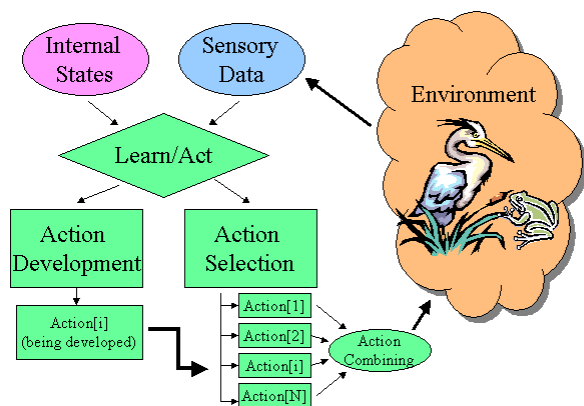 Internal
States
Sensory
Data
Environment
Learn/Act
Action
Development
Action
Selection
Action[i]
(being developed)
Action[1]
Action[2]
Action[i]
Action[N]
Action
Combining